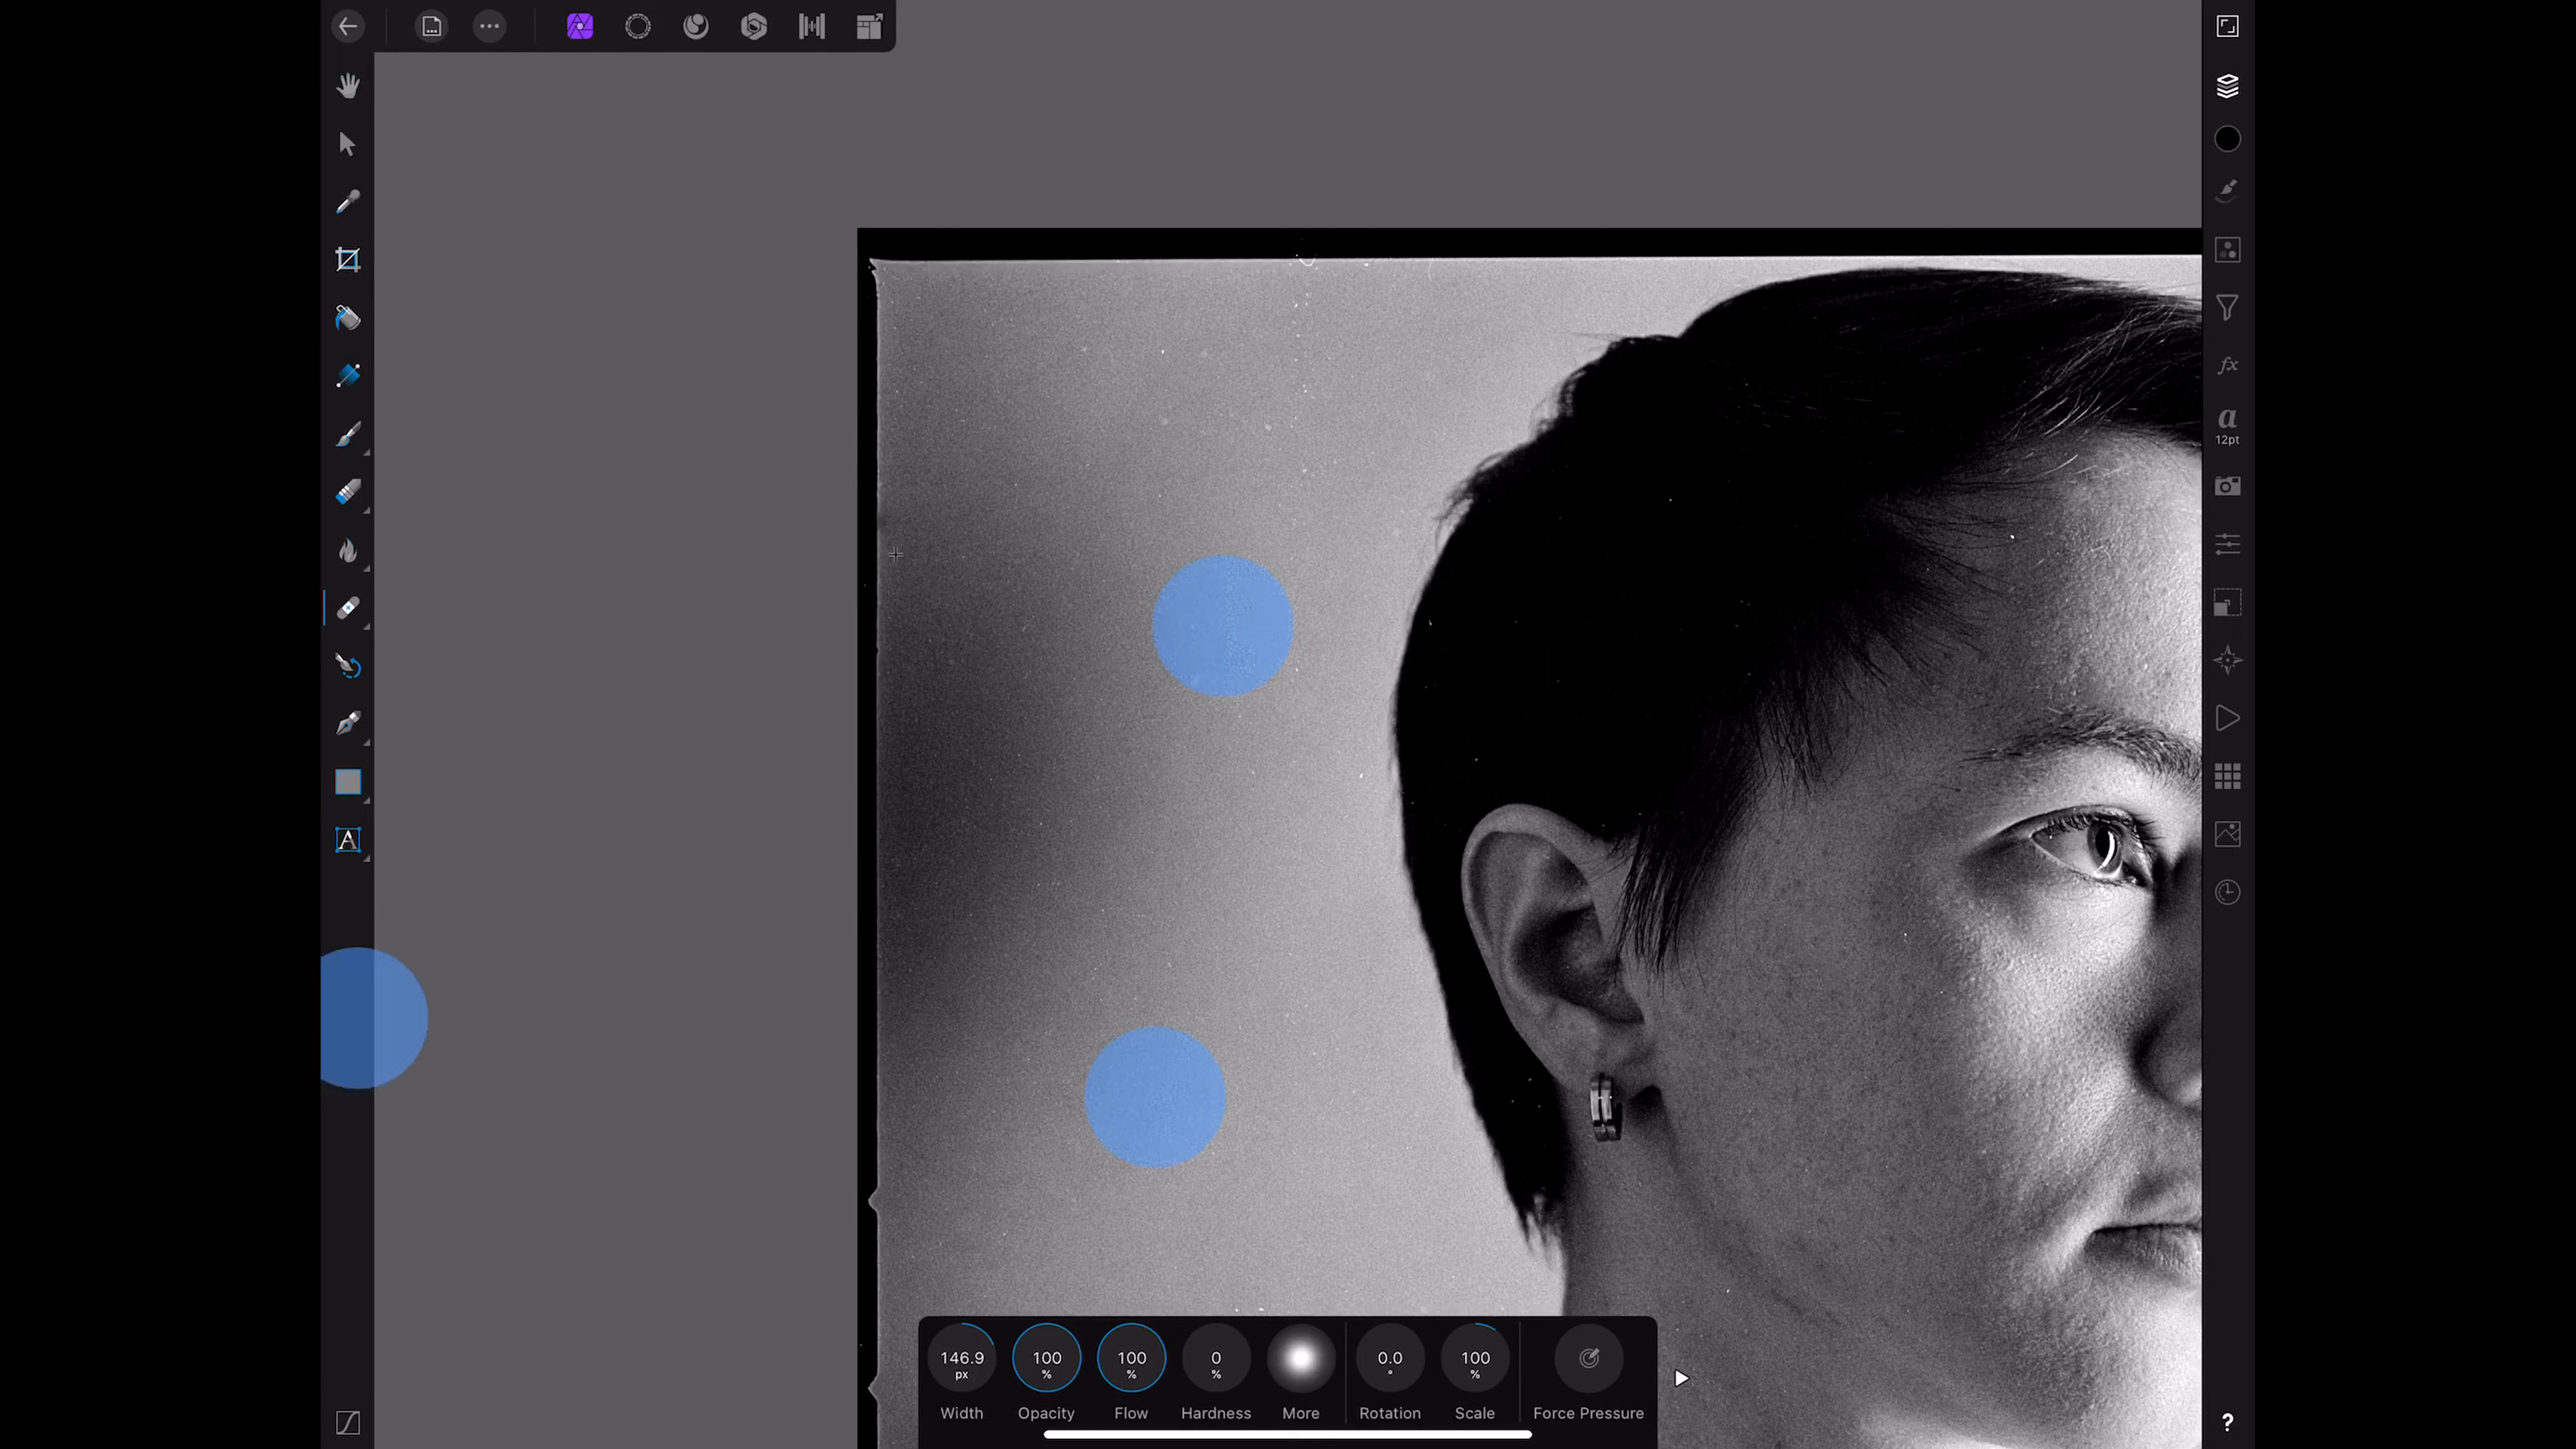 a
12pt
A
146.9 px
100 %
100 %
0 %
0.0 °
100 %
Width
Opacity
Flow
Hardness
More
Rotation
Scale
Force Pressure
?